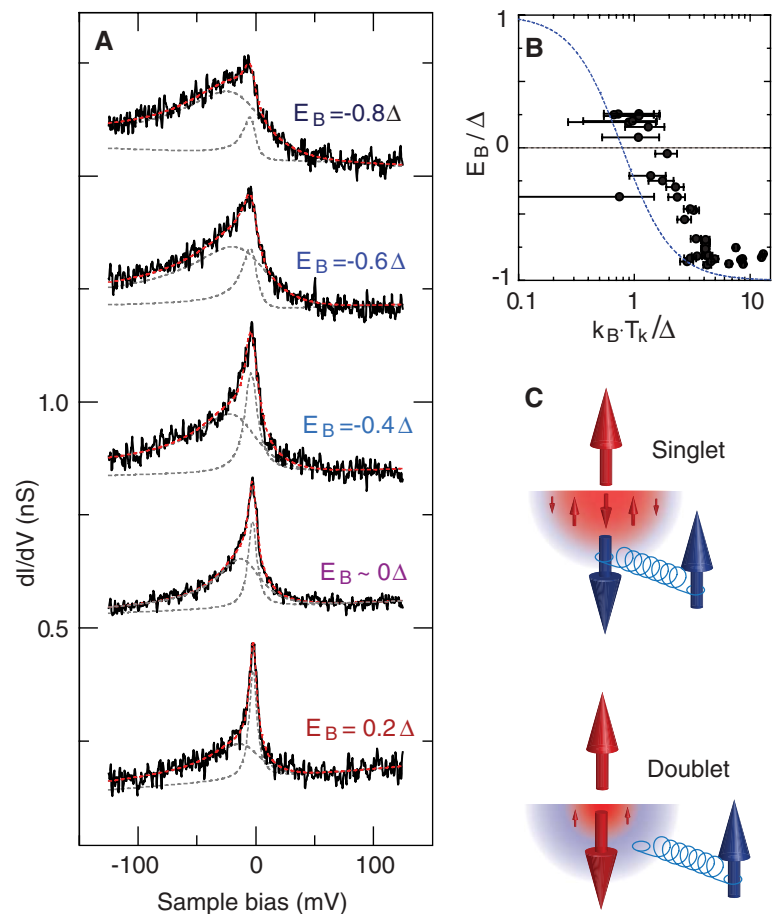 A
E_B=-0.8Δ
E_B=-0.6Δ
E_B=-0.4Δ
E_B~ 0Δ
E_B= 0.2Δ
1.0
0.5
dI/dV (nS)
-100 0 100
Sample bias (mV)
B
1
0
-1
E_B/Δ
0.1 1 10
k_B·T_k/Δ
C
Singlet
Doublet